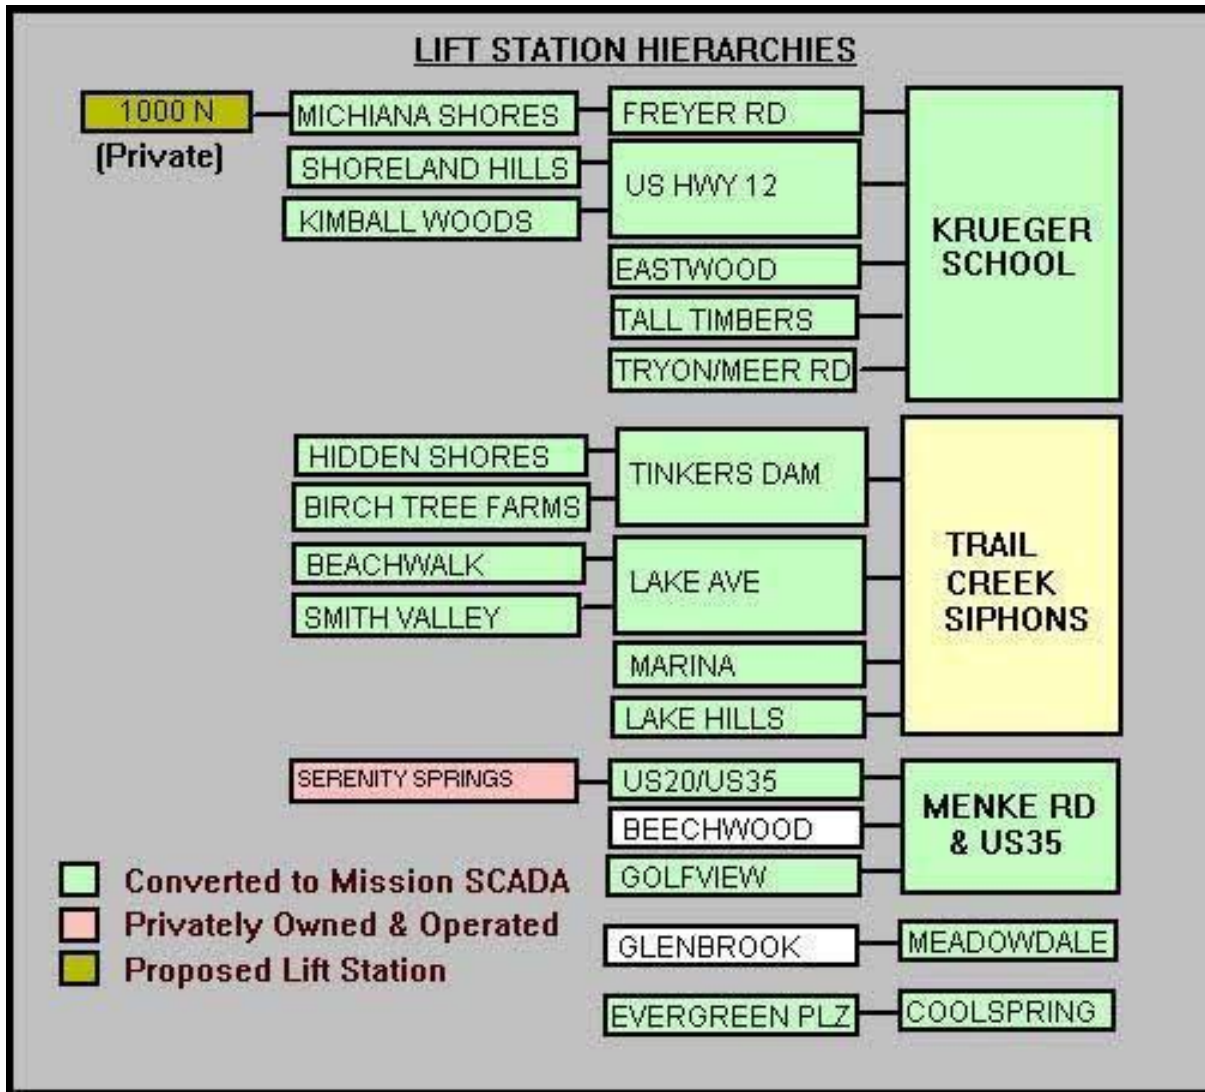 LIFT STATION HIERARCHIES
1000 N
(Private)
MICHIANA SHORES
FREYER RD
SHORELAND HILLS
US HWY 12
KIMBALL WOODS
EASTWOOD
TALL TIMBERS
TRYON/MEER RD
KRUEGER
SCHOOL
HIDDEN SHORES
BIRCH TREE FARMS
TINKERS DAM
BEACHWALK
SMITH VALLEY
LAKE AVE
MARINA
LAKE HILLS
TRAIL
CREEK
SIPHONS
SERENITY SPRINGS
US20/US35
BEECHWOOD
GOLFVIEW
MENKE RD
& US35
GLENBROOK
MEADOWDALE
EVERGREEN PLZ
COOLSPRING
Converted to Mission SCADA
Privately Owned & Operated
Proposed Lift Station